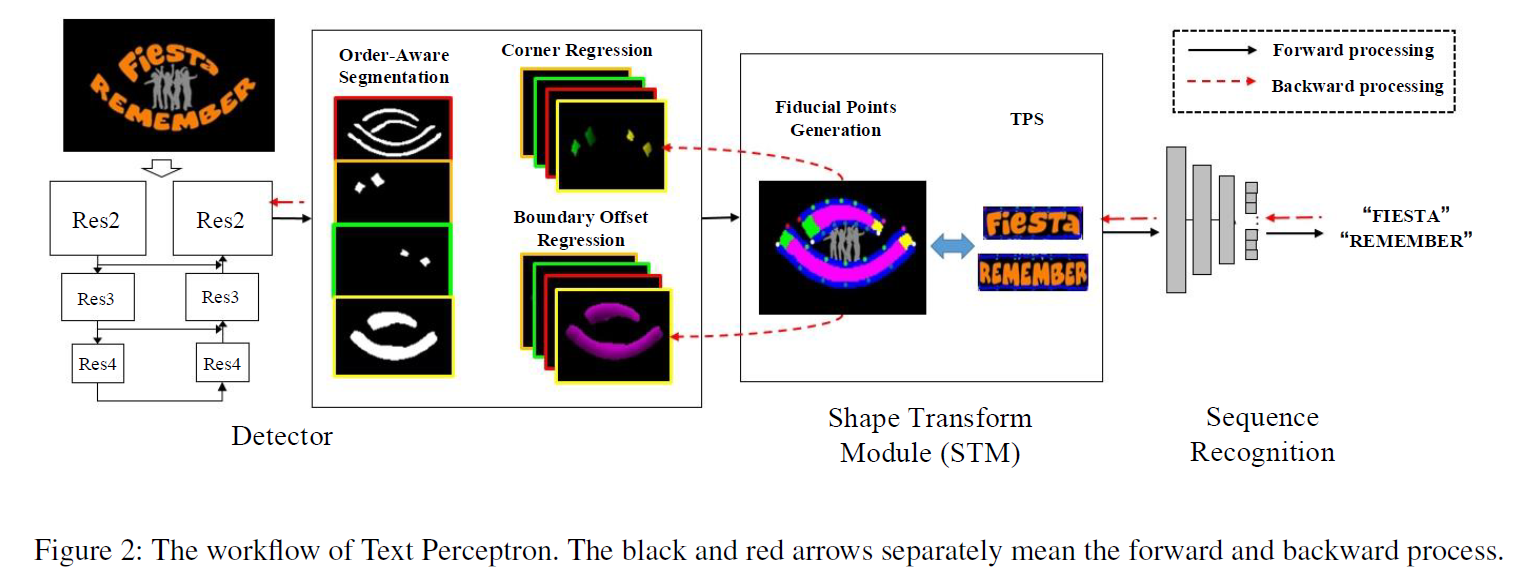 Fiesta
REMEMBER
Res2
Res2
Res3
Res3
Res4
Res4
Detector
Order-Aware
Segmentation
Corner Regression
Boundary Offset
Regression
Fiducial Points
Generation
TPS
Fiesta
REMEMBER
Shape Transform
Module (STM)
Forward processing
Backward processing
“FIESTA”
“REMEMBER”
Sequence
Recognition
Figure 2: The workflow of Text Perceptron. The black and red arrows separately mean the forward and backward process.